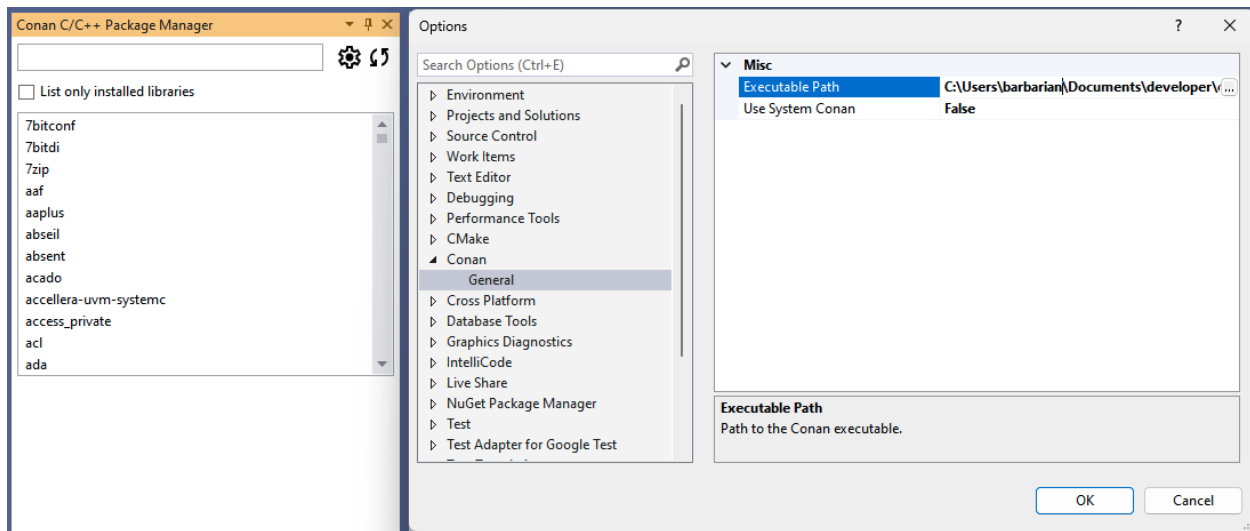 Conan C/C++ Package Manager
List only installed libraries
7bitconf
7bitdi
7zip
aaf
aaplus
abseil
absent
acado
accellera-uvm-systemc
access_private
acl
ada
Options
?
Search Options (Ctrl+E)
Environment
Projects and Solutions
Source Control
Work Items
Text Editor
Debugging
Performance Tools
CMake
Conan
General
Cross Platform
Database Tools
Graphics Diagnostics
IntelliCode
Live Share
NuGet Package Manager
Test
Test Adapter for Google Test
Misc
Executable Path C:\Users\barbarian\Documents\developer\ ...
Use System Conan False
Executable Path
Path to the Conan executable.
OK Cancel